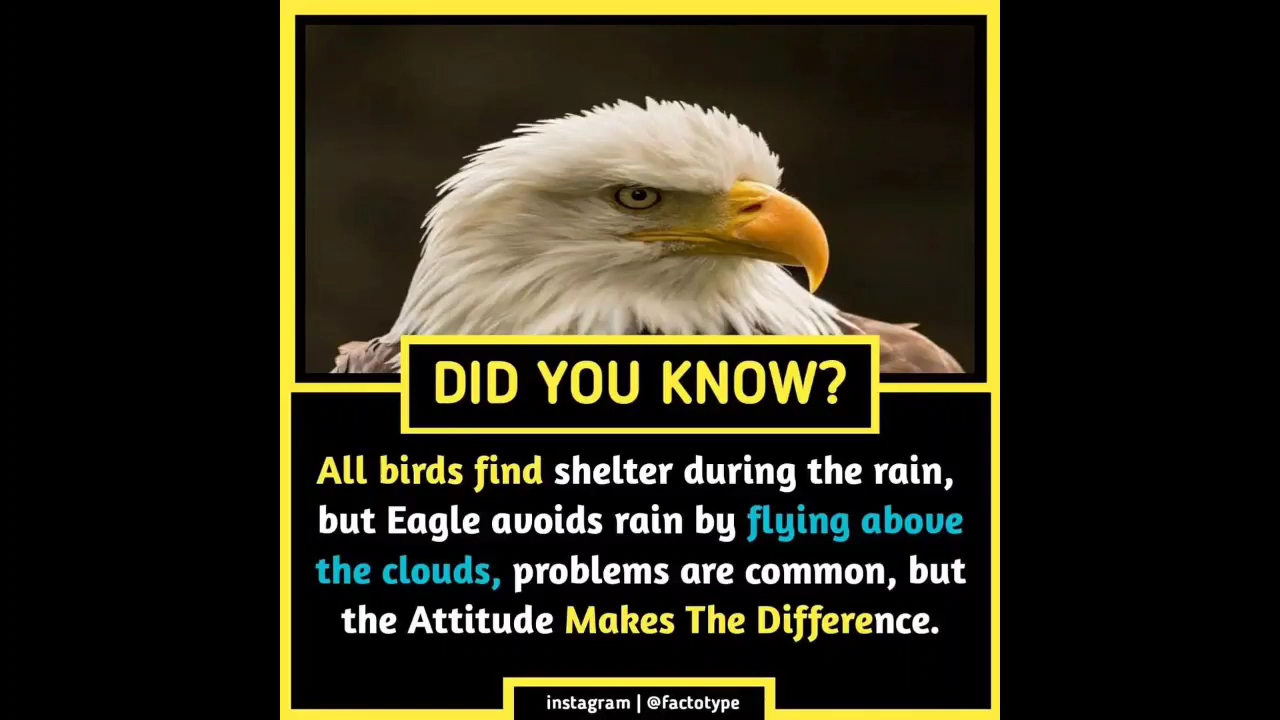 DID YOU KNOW?
All birds find shelter during the rain,
but Eagle avoids rain by flying above
the clouds, problems are common, but
the Attitude Makes The Difference.
instagram | @factotype